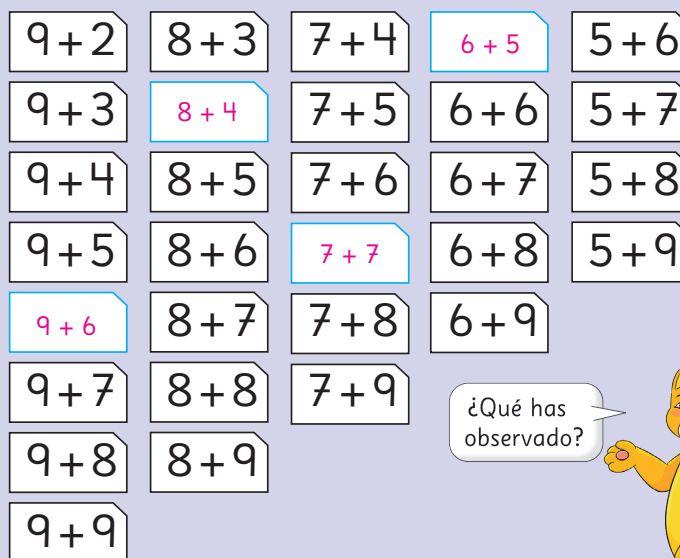 9+2 8+3 7+4 6 + 5 5+6
9+3 8 + 4 7+5 6+6 5+7
9+4 8+5 7+6 6+7 5+8
9+5 8+6 7 + 7 6+8 5+9
9 + 6 8+7 7+8 6+9
9+7 8+8 7+9
¿Qué has
observado?
9+8 8+9
9+9